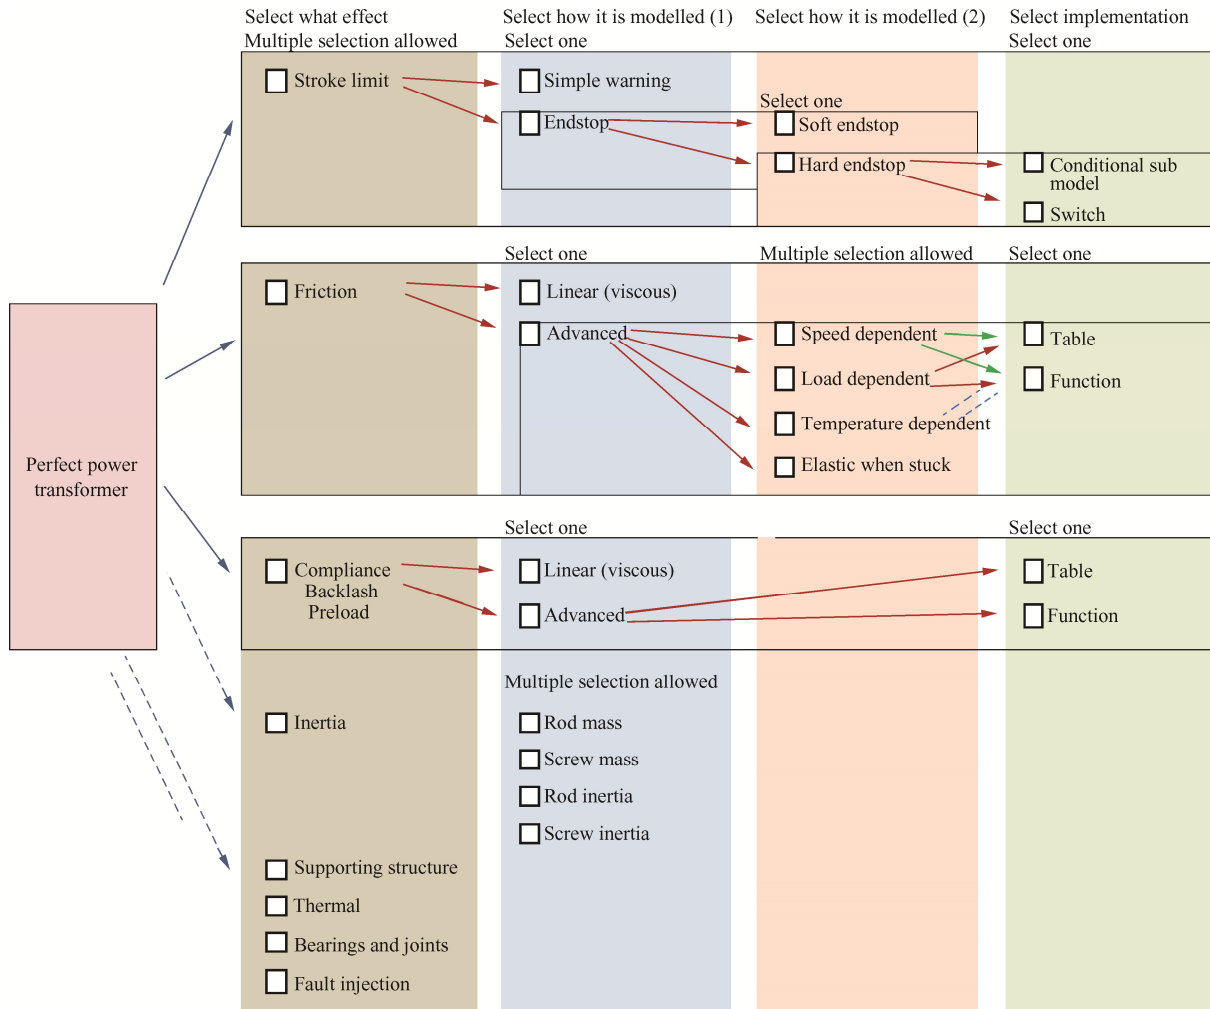 Select what effect
Multiple selection allowed
Select how it is modelled (1)
Select one
Select how it is modelled (2)
Select implementation
Select one
Stroke limit
Simple warning
Select one
Endstop
Soft endstop
Hard endstop
Conditional sub
model
Switch
Select one
Multiple selection allowed
Select one
Friction
Linear (viscous)
Advanced
Speed dependent
Table
Load dependent
Function
Temperature dependent
Elastic when stuck
Perfect power
transformer
Select one
Select one
Compliance
Backlash
Preload
Linear (viscous)
Table
Advanced
Function
Multiple selection allowed
Inertia
Rod mass
Screw mass
Rod inertia
Screw inertia
Supporting structure
Thermal
Bearings and joints
Fault injection